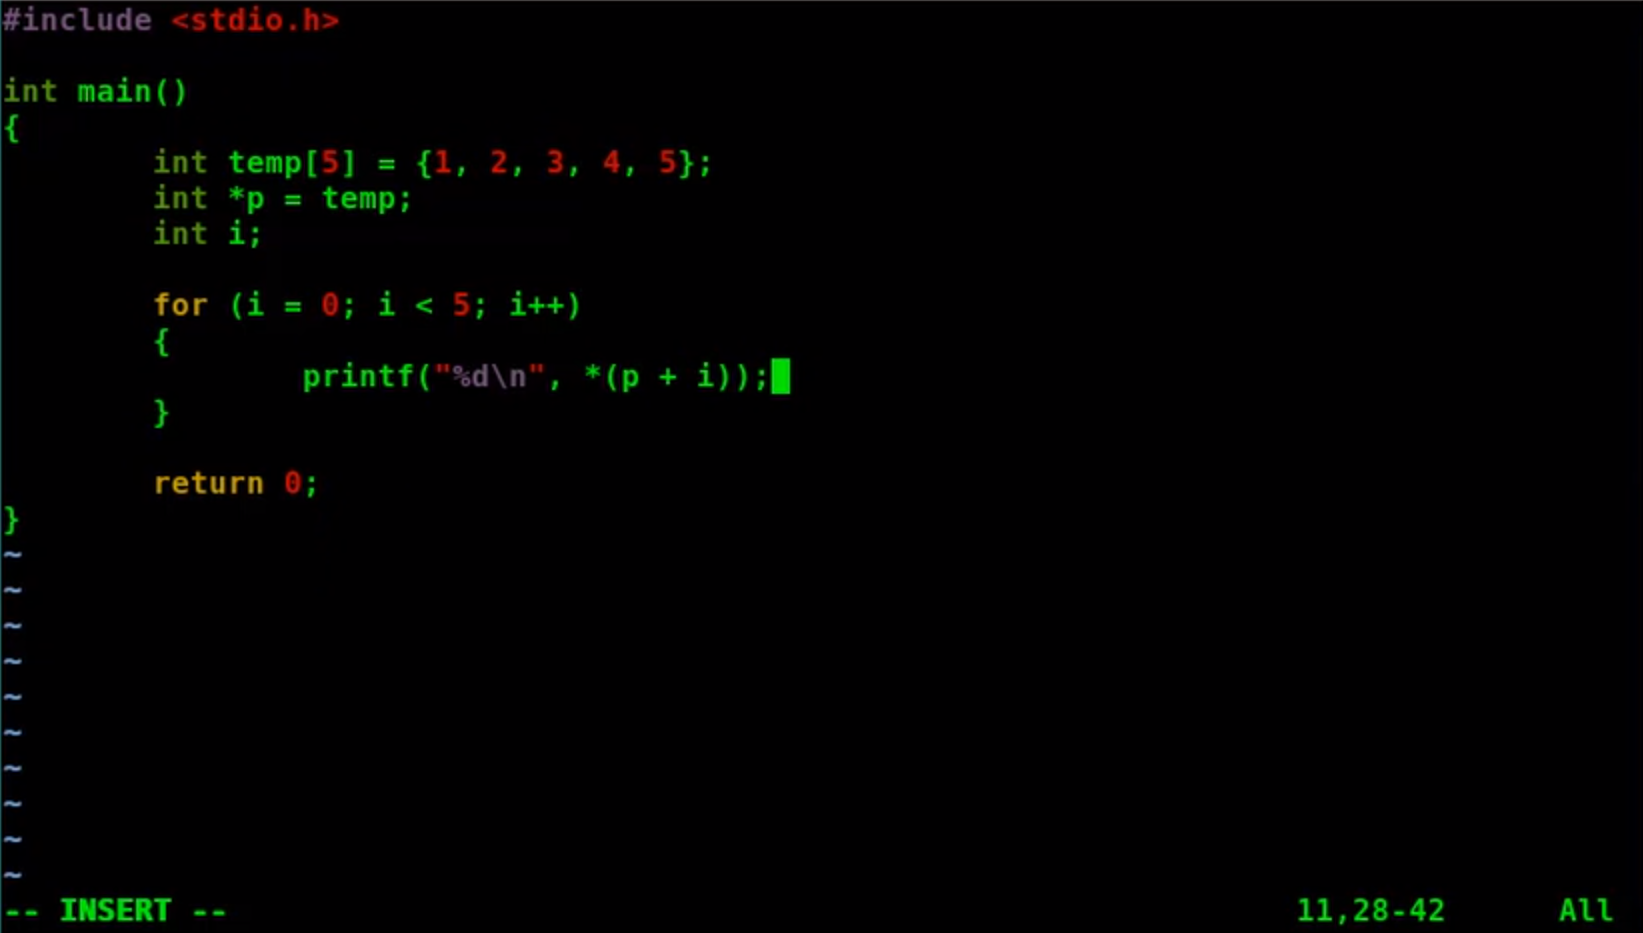 #include <stdio.h>
int main()
{
int temp[5] = {1, 2, 3, 4, 5};
int *p = temp;
int i;
for (i = 0; i < 5; i++)
{
printf("%d\n", *(p + i));
}
return 0;
}
~
~
~
~
~
~
~
~
~
~
-- INSERT -- 11,28-42 All